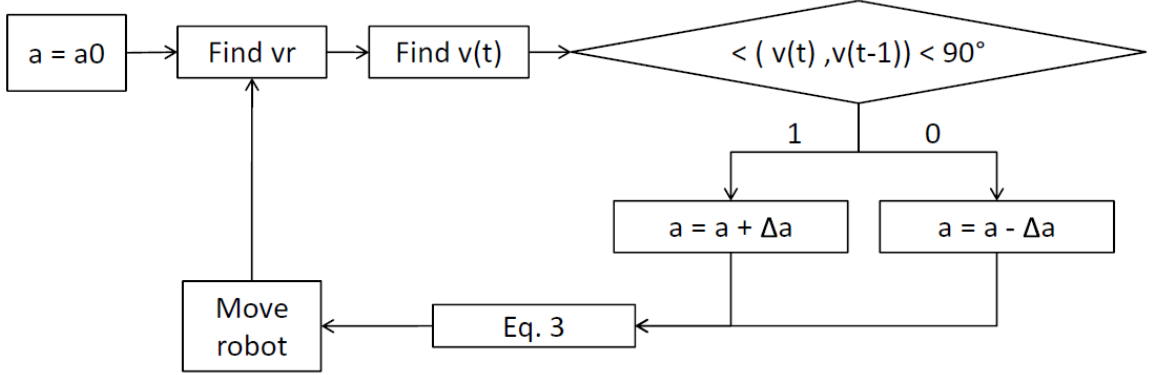 a = a0
Find vr
Find v(t)
< ( v(t) ,v(t-1)) < 90°
1
0
a = a + Δa
a = a - Δa
Move
robot
Eq. 3